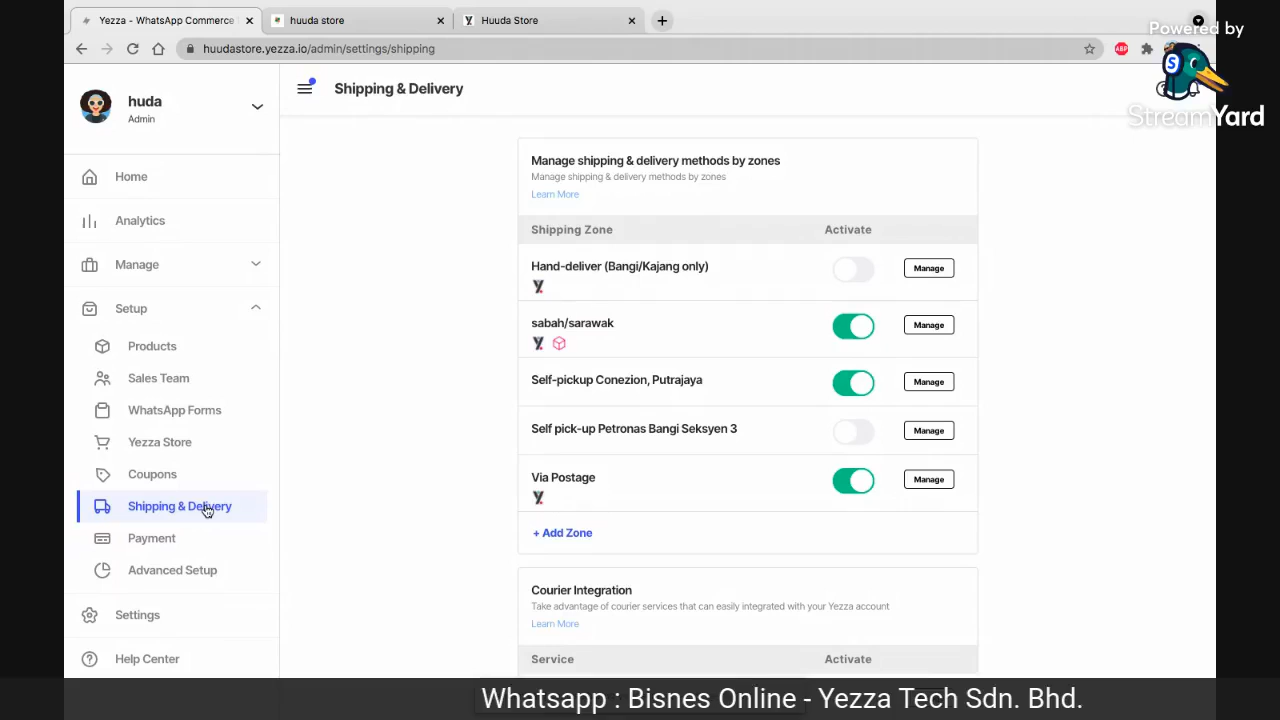 Yezza - WhatsApp Commerce
huuda store
Huuda Store
huudastore.yezza.io/admin/settings/shipping
ABP
Powered by
StreamYard
huda
Admin
Shipping & Delivery
Home
Analytics
Manage
Setup
Products
Sales Team
WhatsApp Forms
Yezza Store
Coupons
Shipping & Delivery
Payment
Advanced Setup
Settings
Help Center
Manage shipping & delivery methods by zones
Manage shipping & delivery methods by zones
Learn More
Shipping Zone Activate
Hand-deliver (Bangi/Kajang only) Manage
sabah/sarawak Manage
Self-pickup Conezion, Putrajaya Manage
Self pick-up Petronas Bangi Seksyen 3 Manage
Via Postage Manage
+ Add Zone
Courier Integration
Take advantage of courier services that can easily integrated with your Yezza account
Learn More
Service Activate
Whatsapp : Bisnes Online - Yezza Tech Sdn. Bhd.